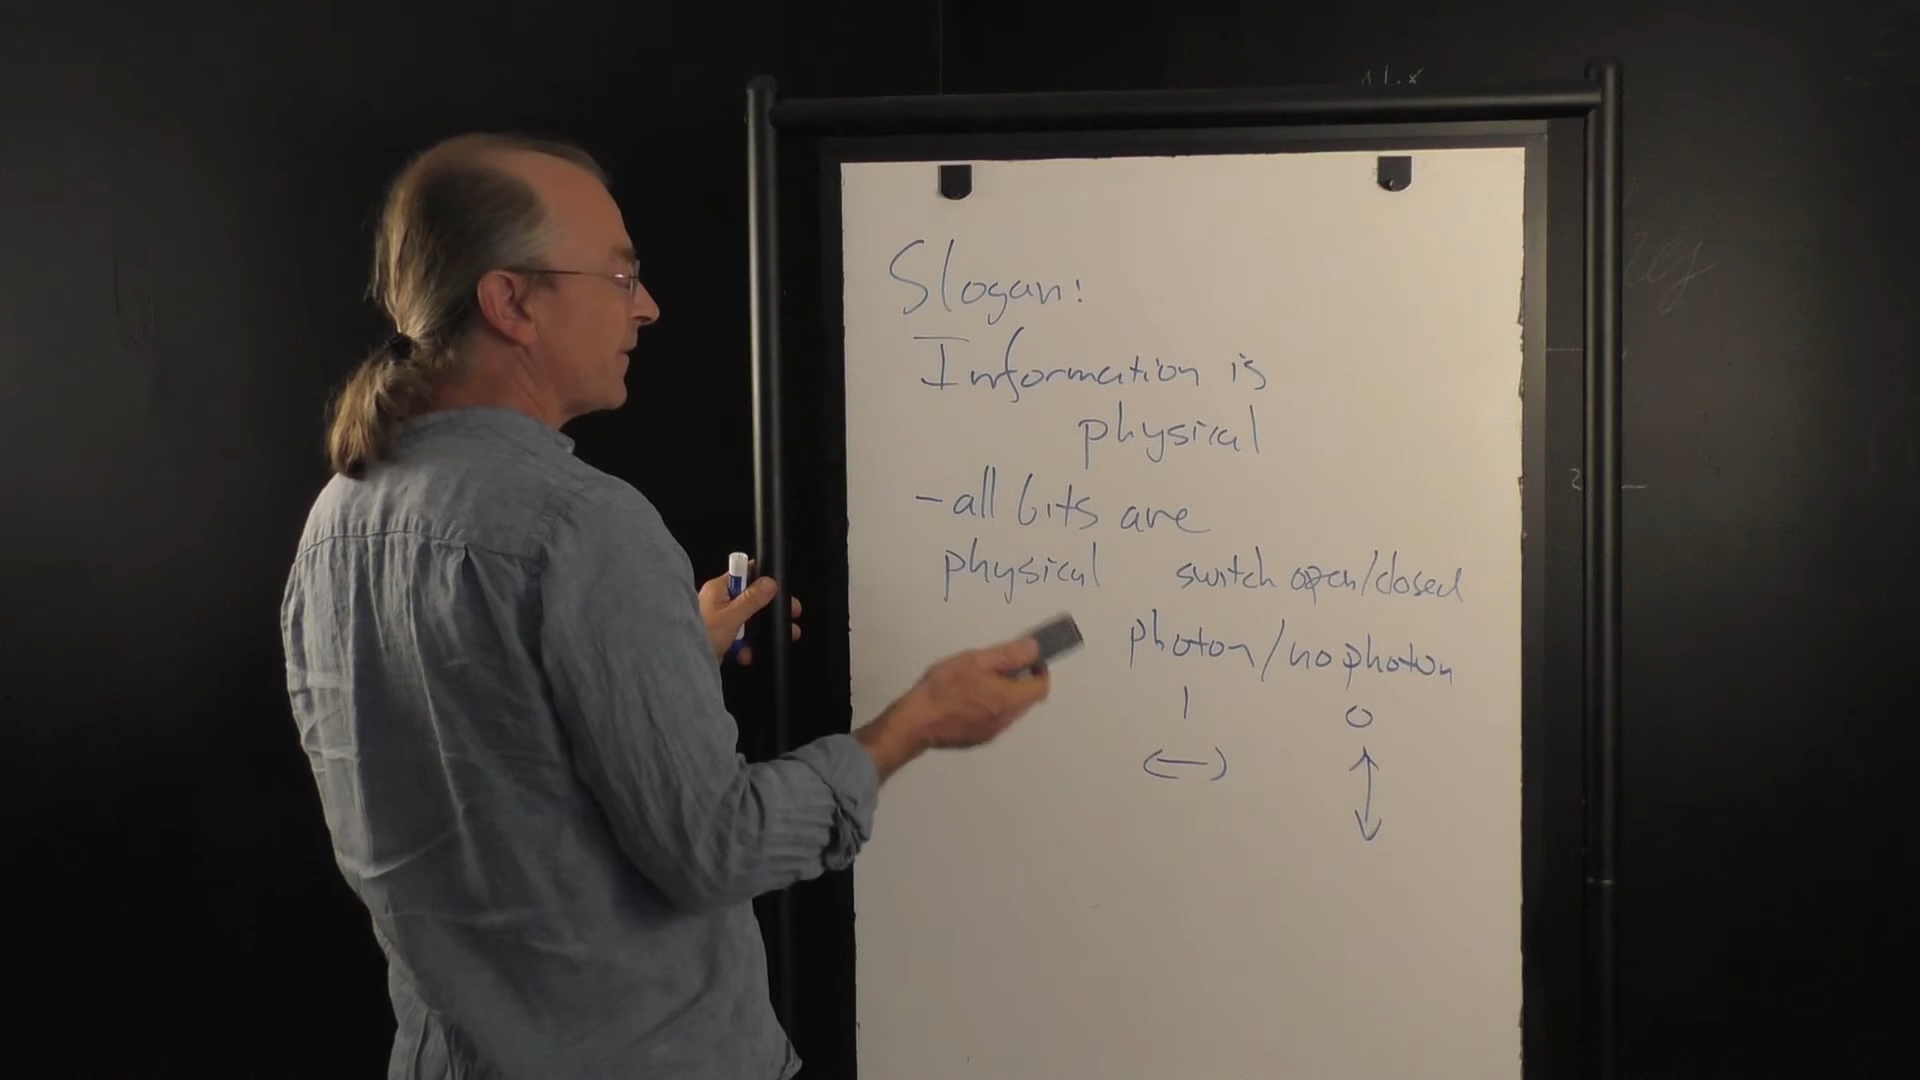 Slogan:
Information is
physical
-all bits are
physical switch open/closed
photon/no photon
1 0